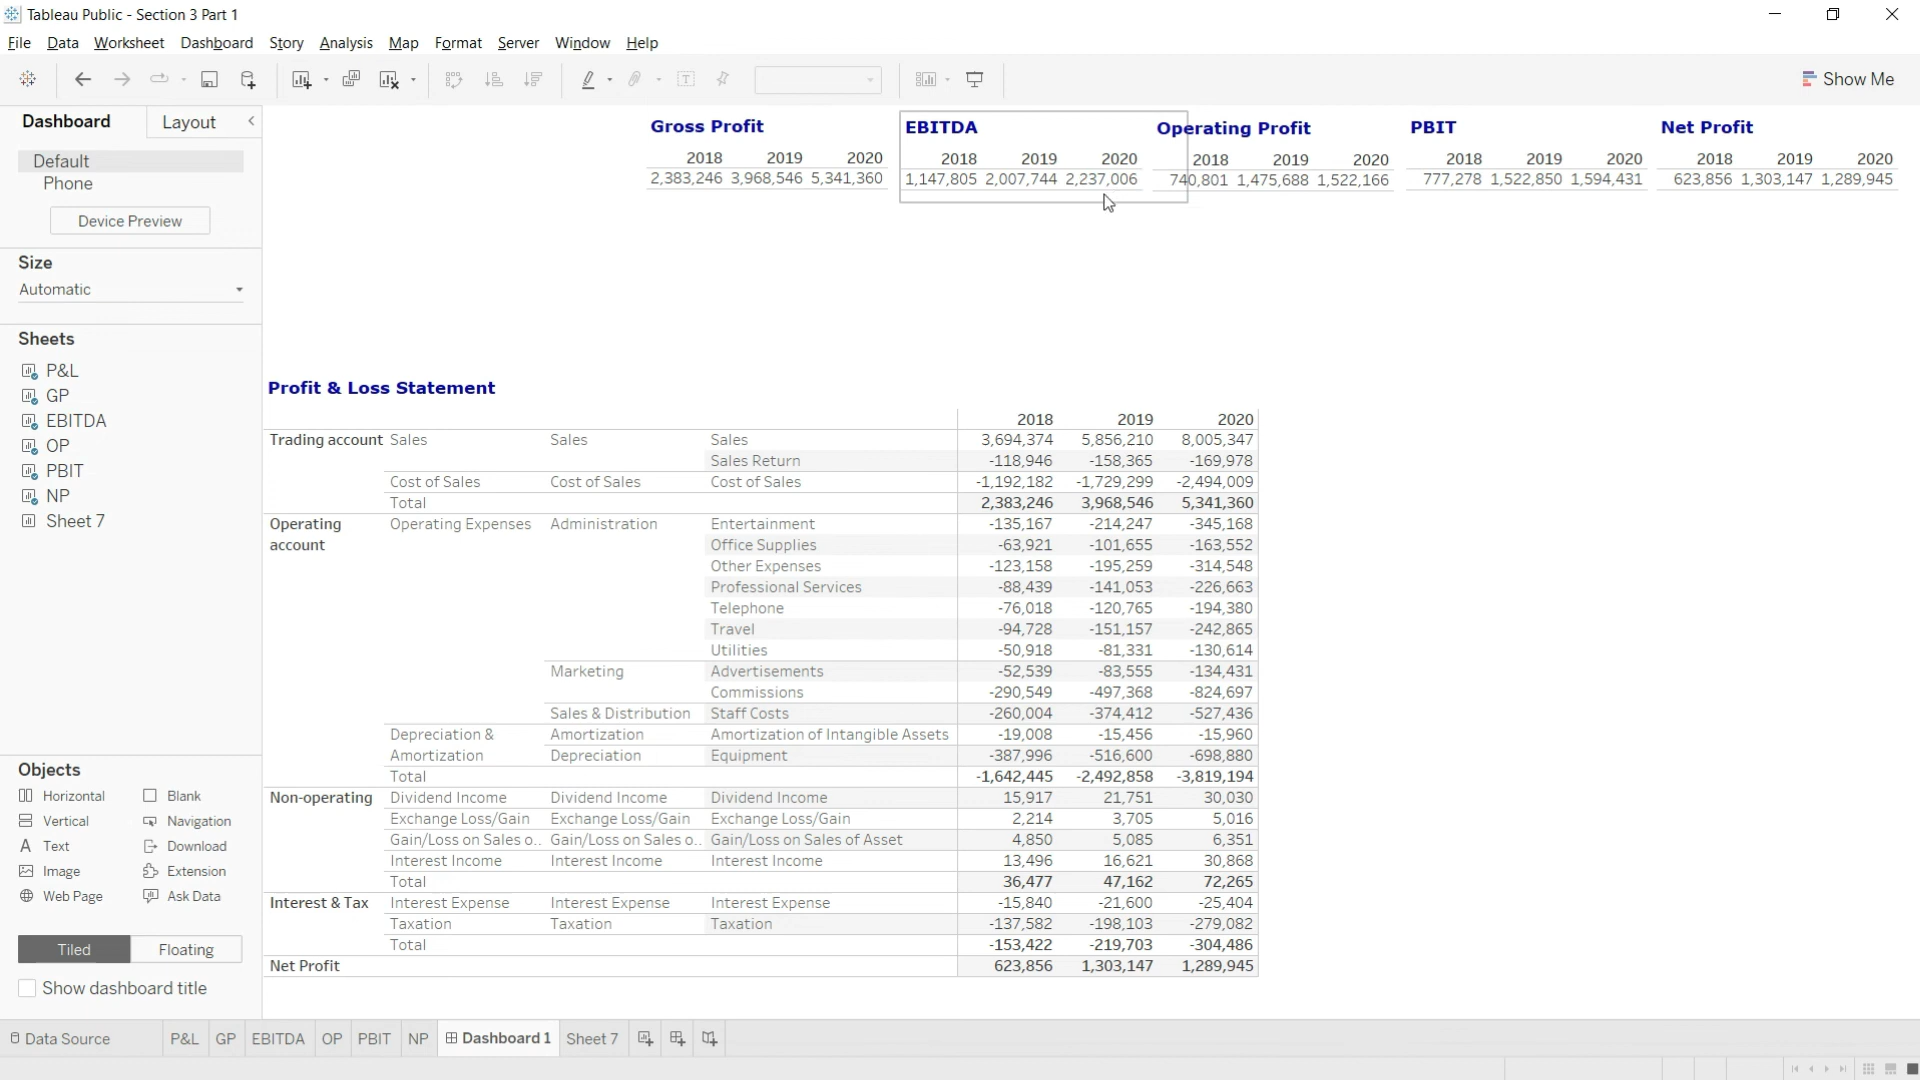 Tableau Public - Section 3 Part 1
File Data Worksheet Dashboard Story Analysis Map Format Server Window Help
Show Me
Dashboard Layout
Default
Phone
Device Preview
Size
Automatic
Sheets
P&L
GP
EBITDA
OP
PBIT
NP
Sheet 7
Objects
Horizontal Blank
Vertical Navigation
Text Download
Image Extension
Web Page Ask Data
Tiled Floating
Show dashboard title
Gross Profit EBITDA Operating Profit PBIT Net Profit
2018 2019 2020 2018 2019 2020 2018 2019 2020 2018 2019 2020 2018 2019 2020
2,383,246 3,968,546 5,341,360 1,147,805 2,007,744 2,237,006 740,801 1,475,688 1,522,166 777,278 1,522,850 1,594,431 623,856 1,303,147 1,289,945
Profit & Loss Statement
2018 2019 2020
Trading account Sales Sales Sales 3,694,374 5,856,210 8,005,347
Sales Return -118,946 -158,365 -169,978
Cost of Sales Cost of Sales Cost of Sales -1,192,182 -1,729,299 -2,494,009
Total 2,383,246 3,968,546 5,341,360
Operating Operating Expenses Administration Entertainment -135,167 -214,247 -345,168
account Office Supplies -63,921 -101,655 -163,552
Other Expenses -123,158 -195,259 -314,548
Professional Services -88,439 -141,053 -226,663
Telephone -76,018 -120,765 -194,380
Travel -94,728 -151,157 -242,865
Utilities -50,918 -81,331 -130,614
Marketing Advertisements -52,539 -83,555 -134,431
Commissions -290,549 -497,368 -824,697
Sales & Distribution Staff Costs -260,004 -374,412 -527,436
Depreciation & Amortization Amortization of Intangible Assets -19,008 -15,456 -15,960
Amortization Depreciation Equipment -387,996 -516,600 -698,880
Total -1,642,445 -2,492,858 -3,819,194
Non-operating Dividend Income Dividend Income Dividend Income 15,917 21,751 30,030
Exchange Loss/Gain Exchange Loss/Gain Exchange Loss/Gain 2,214 3,705 5,016
Gain/Loss on Sales o.. Gain/Loss on Sales o.. Gain/Loss on Sales of Asset 4,850 5,085 6,351
Interest Income Interest Income Interest Income 13,496 16,621 30,868
Total 36,477 47,162 72,265
Interest & Tax Interest Expense Interest Expense Interest Expense -15,840 -21,600 -25,404
Taxation Taxation Taxation -137,582 -198,103 -279,082
Total -153,422 -219,703 -304,486
Net Profit 623,856 1,303,147 1,289,945
Data Source P&L GP EBITDA OP PBIT NP Dashboard 1 Sheet 7